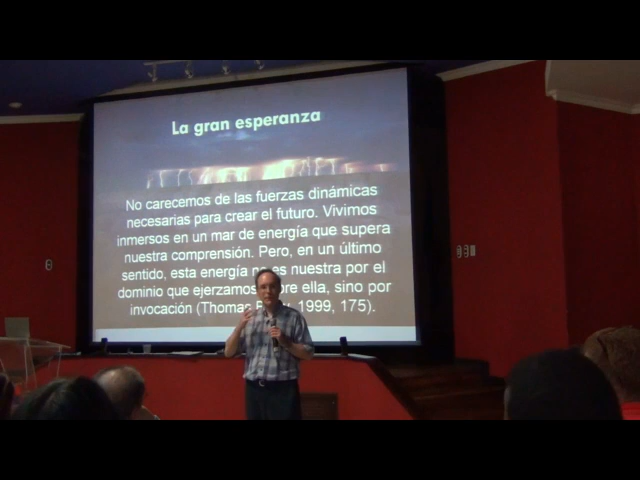 La gran esperanza
No carecemos de las fuerzas dinámicas
necesarias para crear el futuro. Vivimos
inmersos en un mar de energía que supera
nuestra comprensión. Pero, en un último
sentido, esta energía es nuestra por el
dominio que ejerzamos ella, sino por
invocación (Thomas 1999, 175).